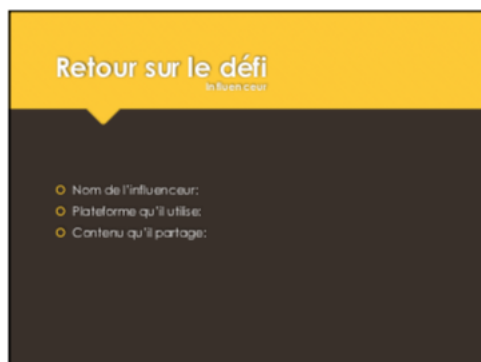 Retour sur le défi
influenceur
Nom de l'influenceur:
Plateforme qu'il utilise:
Contenu qu'il partage: